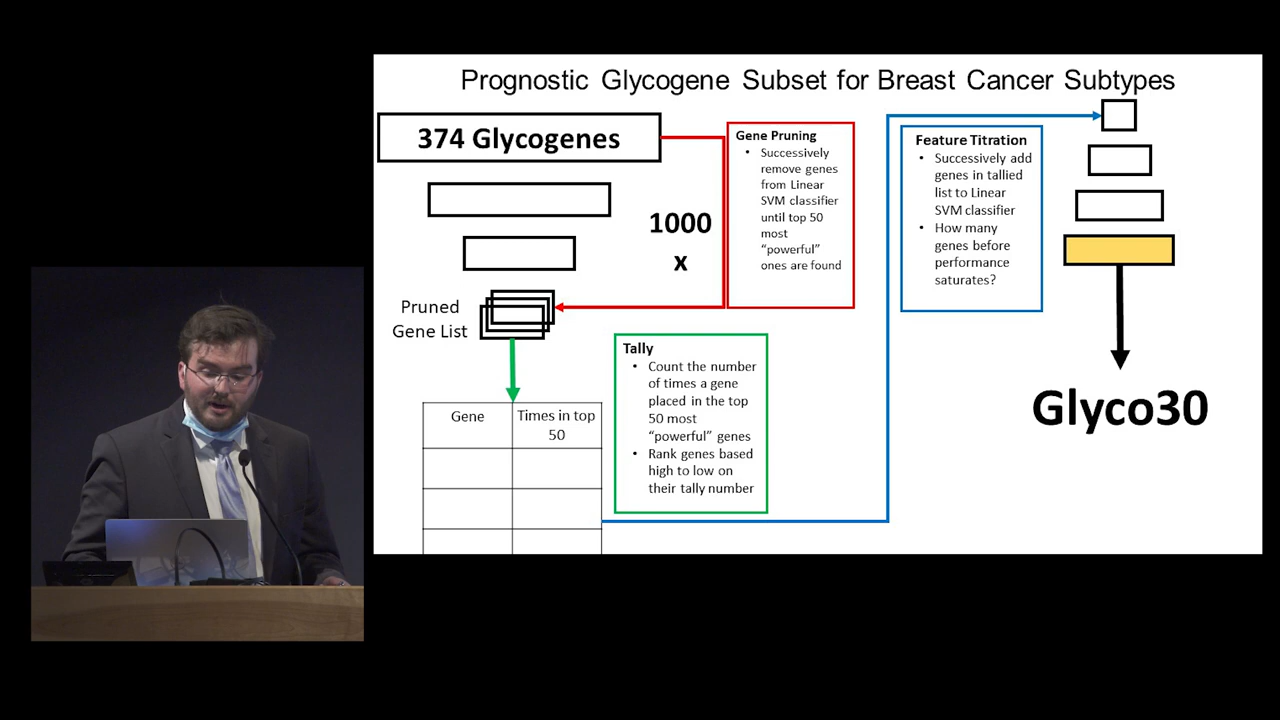 Prognostic Glycogene Subset for Breast Cancer Subtypes
374 Glycogenes
1000
x
Pruned
Gene List
Gene Pruning
• Successively
remove genes
from Linear
SVM classifier
until top 50
most
“powerful”
ones are found
Tally
• Count the number
of times a gene
placed in the top
50 most
“powerful” genes
• Rank genes based
high to low on
their tally number
Gene
Times in top
50
Feature Titration
• Successively add
genes in tallied
list to Linear
SVM classifier
• How many
genes before
performance
saturates?
Glyco30